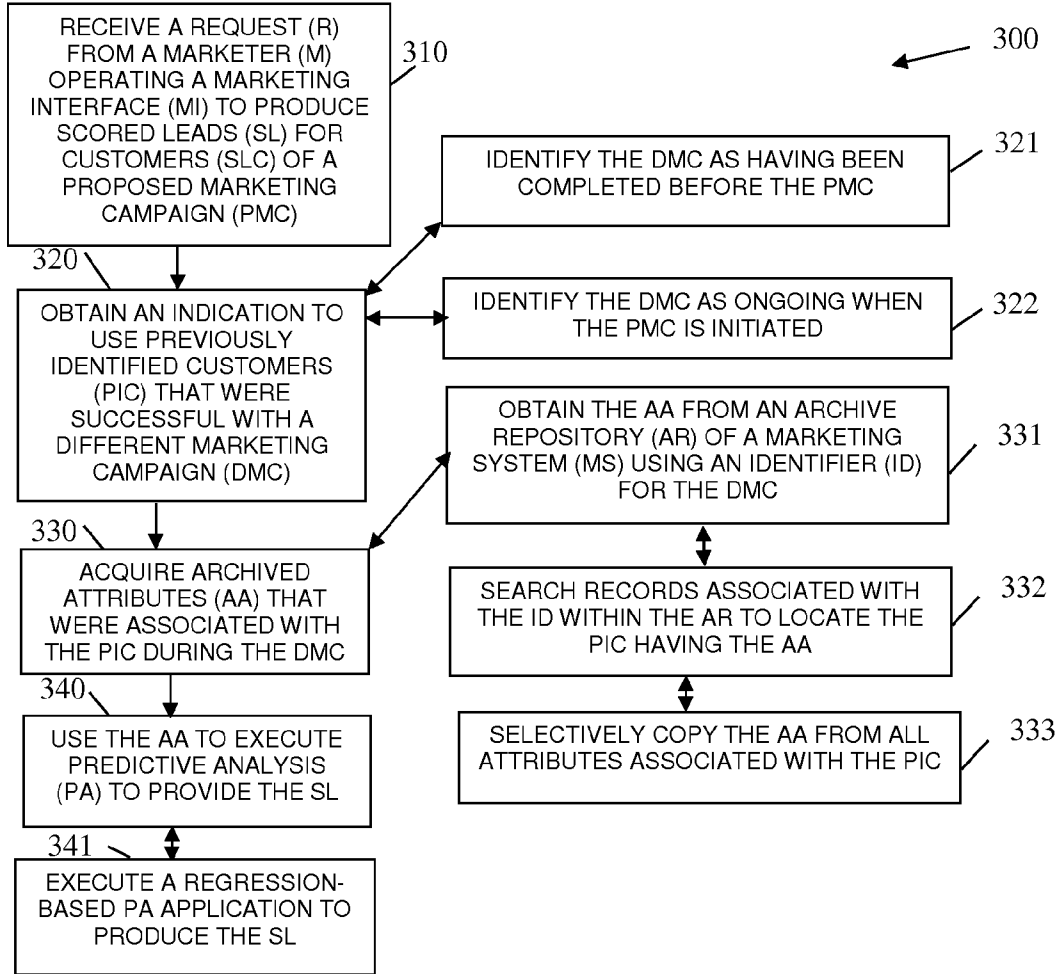 RECEIVE A REQUEST (R)
FROM A MARKETER (M)
OPERATING A MARKETING
INTERFACE (MI) TO PRODUCE
SCORED LEADS (SL) FOR
CUSTOMERS (SLC) OF A
PROPOSED MARKETING
CAMPAIGN (PMC)
310
300
321
IDENTIFY THE DMC AS HAVING BEEN
COMPLETED BEFORE THE PMC
320
OBTAIN AN INDICATION TO
USE PREVIOUSLY
IDENTIFIED CUSTOMERS
(PIC) THAT WERE
SUCCESSFUL WITH A
DIFFERENT MARKETING
CAMPAIGN (DMC)
IDENTIFY THE DMC AS ONGOING WHEN
THE PMC IS INITIATED
322
OBTAIN THE AA FROM AN ARCHIVE
REPOSITORY (AR) OF A MARKETING
SYSTEM (MS) USING AN IDENTIFIER (ID)
FOR THE DMC
331
330
ACQUIRE ARCHIVED
ATTRIBUTES (AA) THAT
WERE ASSOCIATED WITH
THE PIC DURING THE DMC
SEARCH RECORDS ASSOCIATED WITH
THE ID WITHIN THE AR TO LOCATE THE
PIC HAVING THE AA
332
340
USE THE AA TO EXECUTE
PREDICTIVE ANALYSIS
(PA) TO PROVIDE THE SL
SELECTIVELY COPY THE AA FROM ALL
ATTRIBUTES ASSOCIATED WITH THE PIC
333
341
EXECUTE A REGRESSION-
BASED PA APPLICATION TO
PRODUCE THE SL